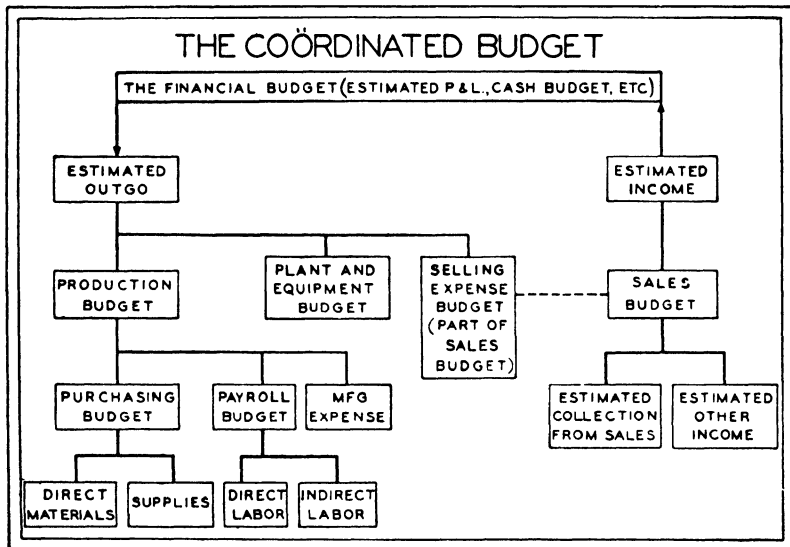 THE COÖRDINATED BUDGET
THE FINANCIAL BUDGET (ESTIMATED P & L., CASH BUDGET, ETC)
ESTIMATED
OUTGO
ESTIMATED
INCOME
PRODUCTION
BUDGET
PLANT AND
EQUIPMENT
BUDGET
SELLING
EXPENSE
BUDGET
(PART OF
SALES
BUDGET)
SALES
BUDGET
PURCHASING
BUDGET
PAYROLL
BUDGET
MFG
EXPENSE
ESTIMATED
COLLECTION
FROM SALES
ESTIMATED
OTHER
INCOME
DIRECT
MATERIALS
SUPPLIES
DIRECT
LABOR
INDIRECT
LABOR